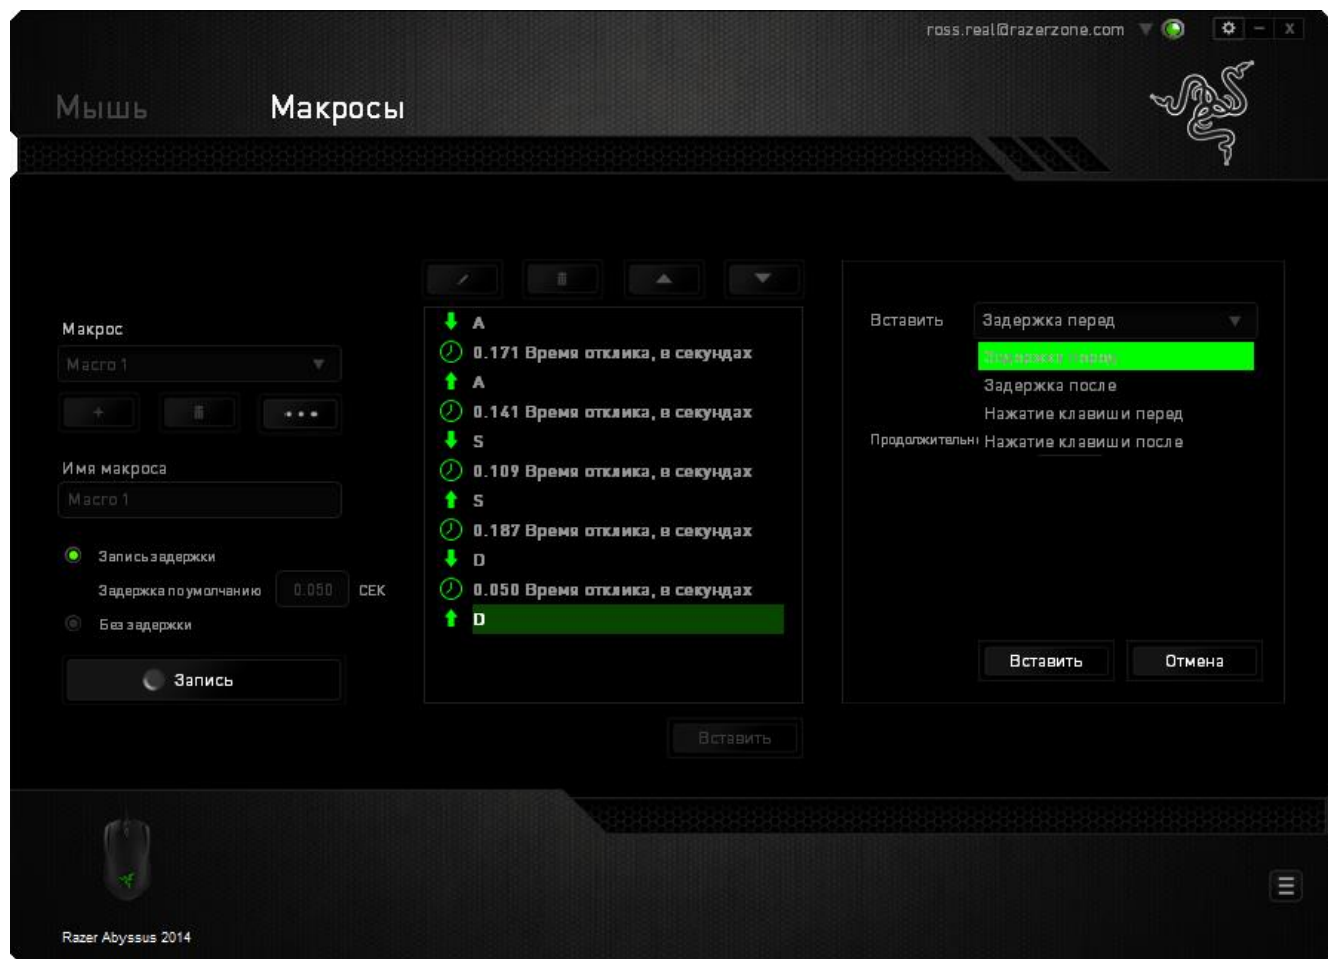 ross.real@razerzone.com
Мышь
Макросы
Макрос
Macro 1
Имя макроса
Macro 1
Запись задержки
Задержка по умолчанию 0.050 СЕК
Без задержки
Запись
A
0.171 Время отклика, в секундах
A
0.141 Время отклика, в секундах
S
0.109 Время отклика, в секундах
S
0.187 Время отклика, в секундах
D
0.050 Время отклика, в секундах
D
Вставить
Вставить Задержка перед
Задержка перед
Задержка после
Нажатие клавиши перед
Продолжительн Нажатие клавиши после
Вставить Отмена
Razer Abyssus 2014